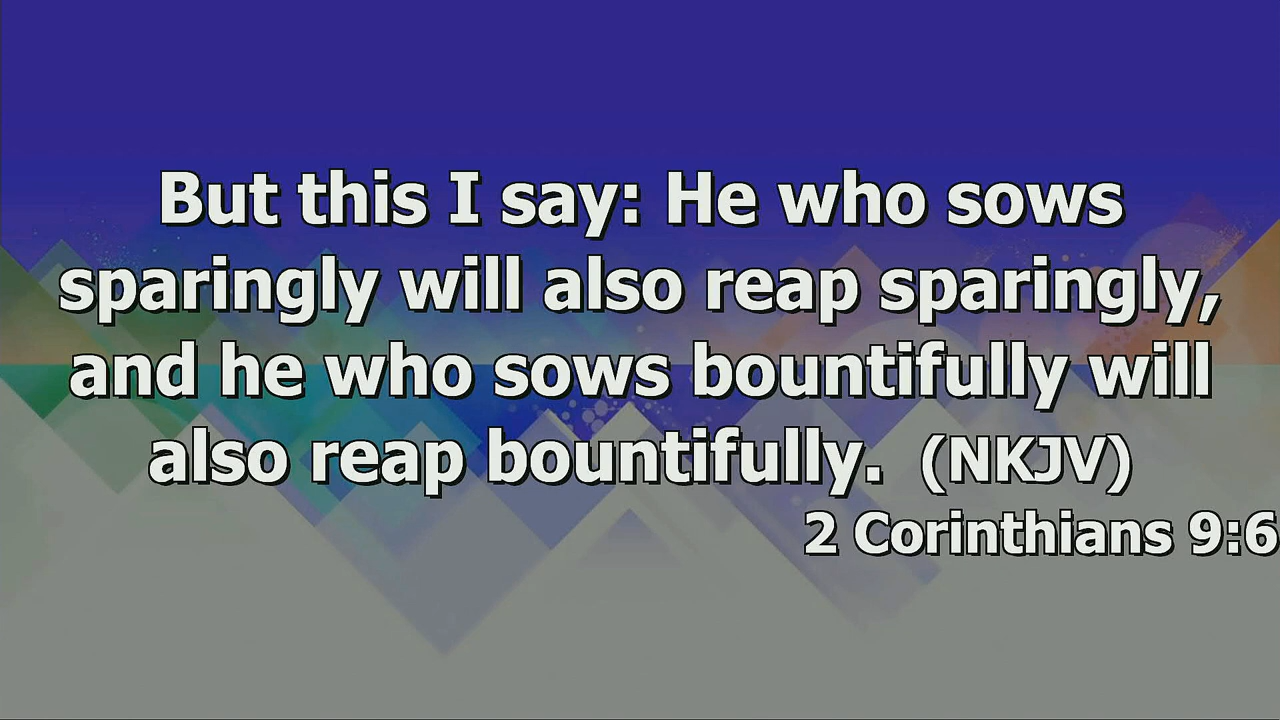 But this I say: He who sows
sparingly will also reap sparingly,
and he who sows bountifully will
also reap bountifully. (NKJV)
2 Corinthians 9:6